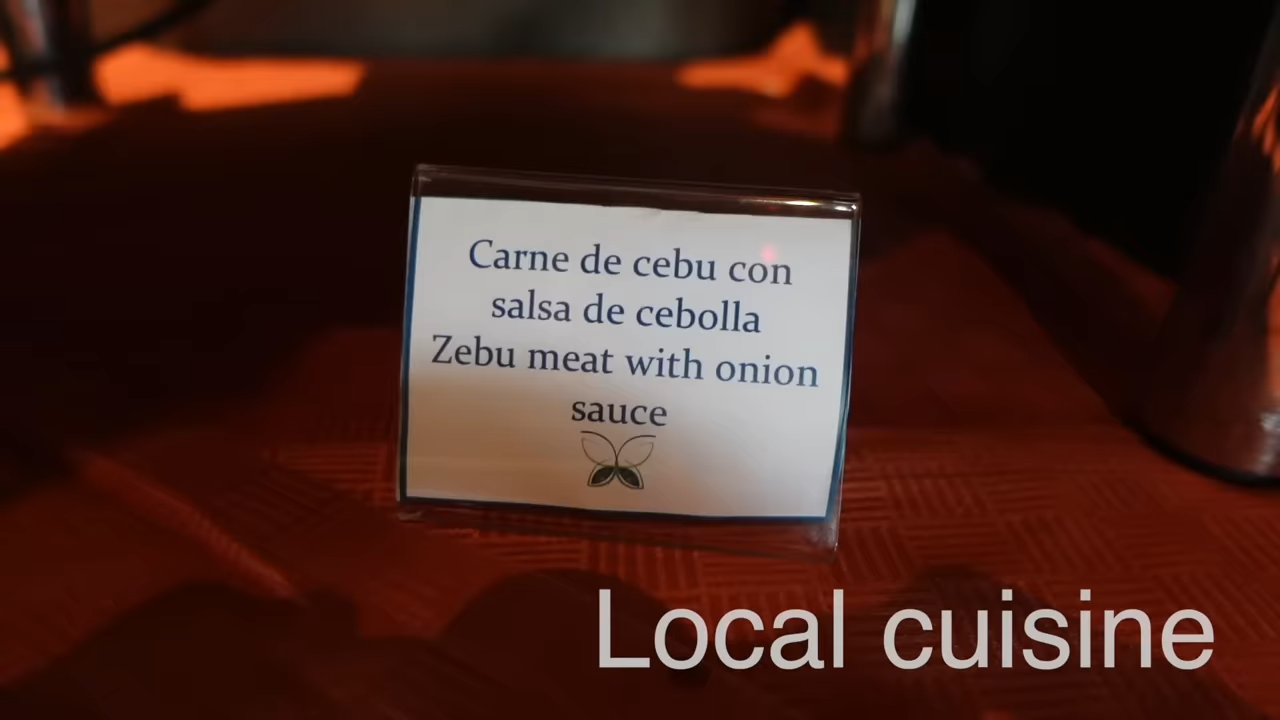 Carne de cebu con
salsa de cebolla
Zebu meat with onion
sauce
Local cuisine